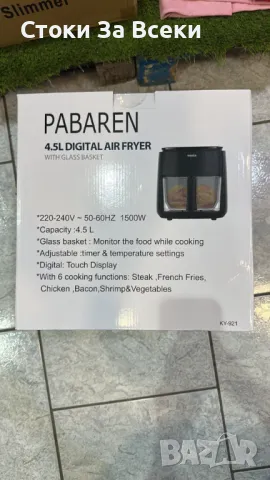 Стоки За Всеки
Slimmer
PABAREN
4.5L DIGITAL AIR FRYER
WITH GLASS BASKET
*220-240V ~ 50-60HZ 1500W
*Capacity :4.5 L
*Glass basket : Monitor the food while cooking
*Adjustable :timer & temperature settings
*Digital: Touch Display
*With 6 cooking functions: Steak ,French Fries,
Chicken ,Bacon,Shrimp&Vegetables
KY-921
BAZAR